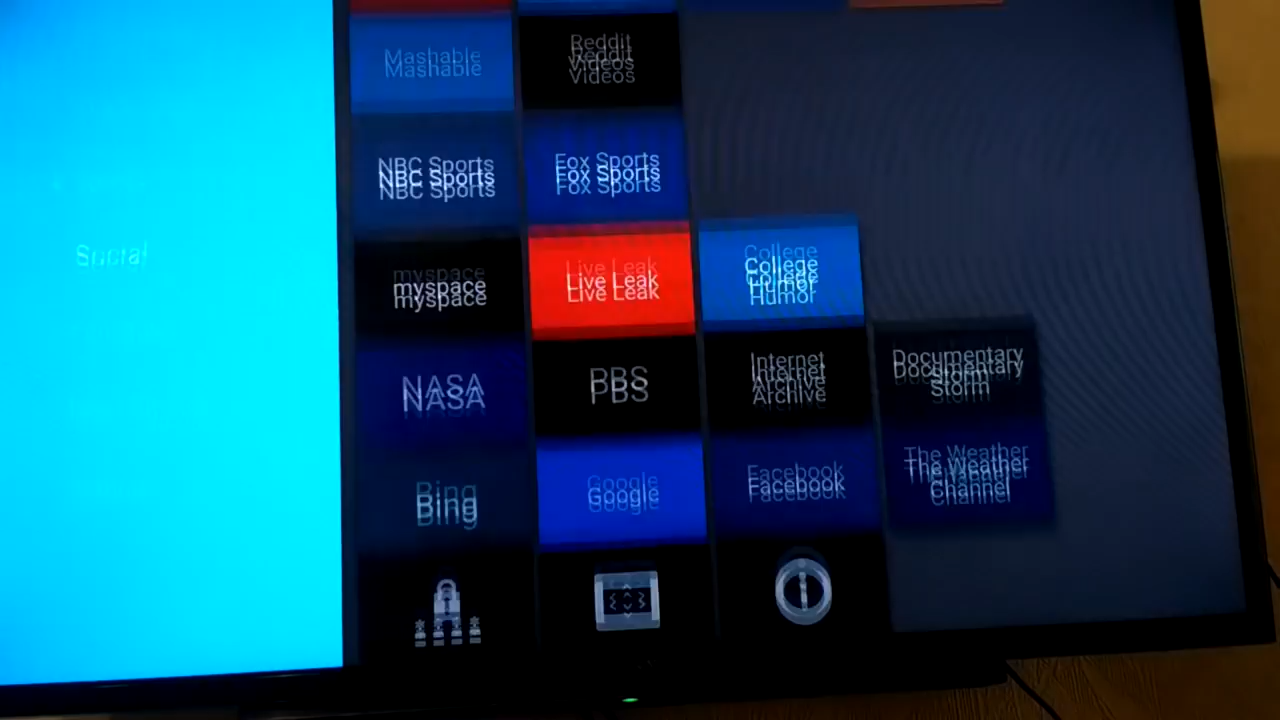 Mashable
Reddit
Videos
NBC Sports
Fox Sports
Social
myspace
Live Leak
College
Humor
NASA
PBS
Internet
Archive
Documentary
Storm
Bing
Google
Facebook
The Weather
Channel